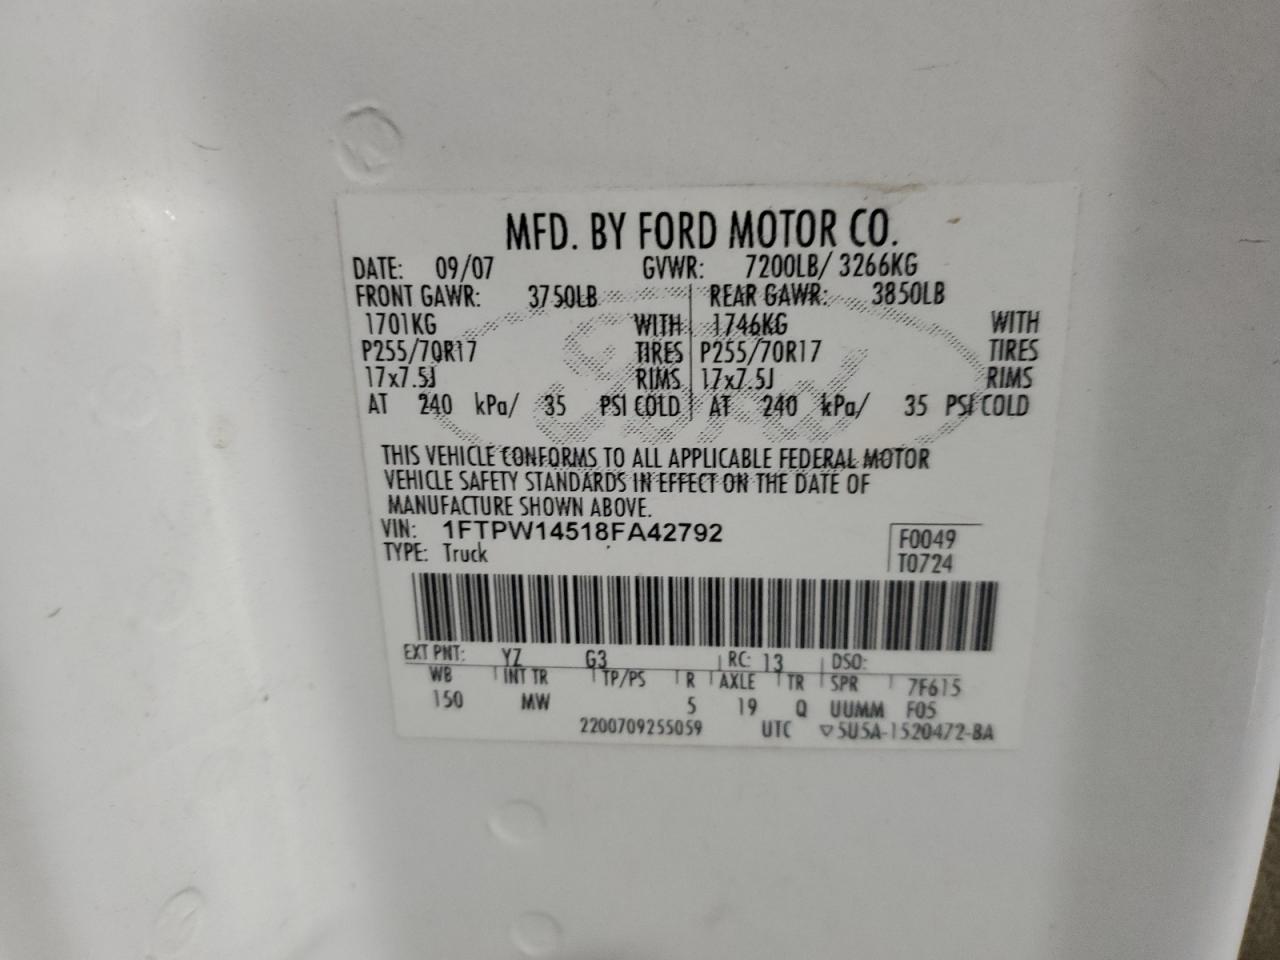 MFD. BY FORD MOTOR CO.
DATE: 09/07 GVWR: 7200LB/ 3266KG
FRONT GAWR: 3750LB REAR GAWR: 3850LB
1701KG WITH 1746KG WITH
P255/70R17 TIRES P255/70R17 TIRES
17x7.5J RIMS 17x7.5J RIMS
AT 240 kPa/ 35 PSI COLD AT 240 kPa/ 35 PSI COLD
Ford
THIS VEHICLE CONFORMS TO ALL APPLICABLE FEDERAL MOTOR
VEHICLE SAFETY STANDARDS IN EFFECT ON THE DATE OF
MANUFACTURE SHOWN ABOVE.
VIN: 1FTPW14518FA42792 F0049
TYPE: Truck T0724
EXT PNT: YZ G3 RC: 13 DSO:
WB INT TR TP/PS R AXLE TR SPR 7F615
150 MW 5 19 Q UUMM F05
2200709255059 UTC ▽5U5A-1520472-BA